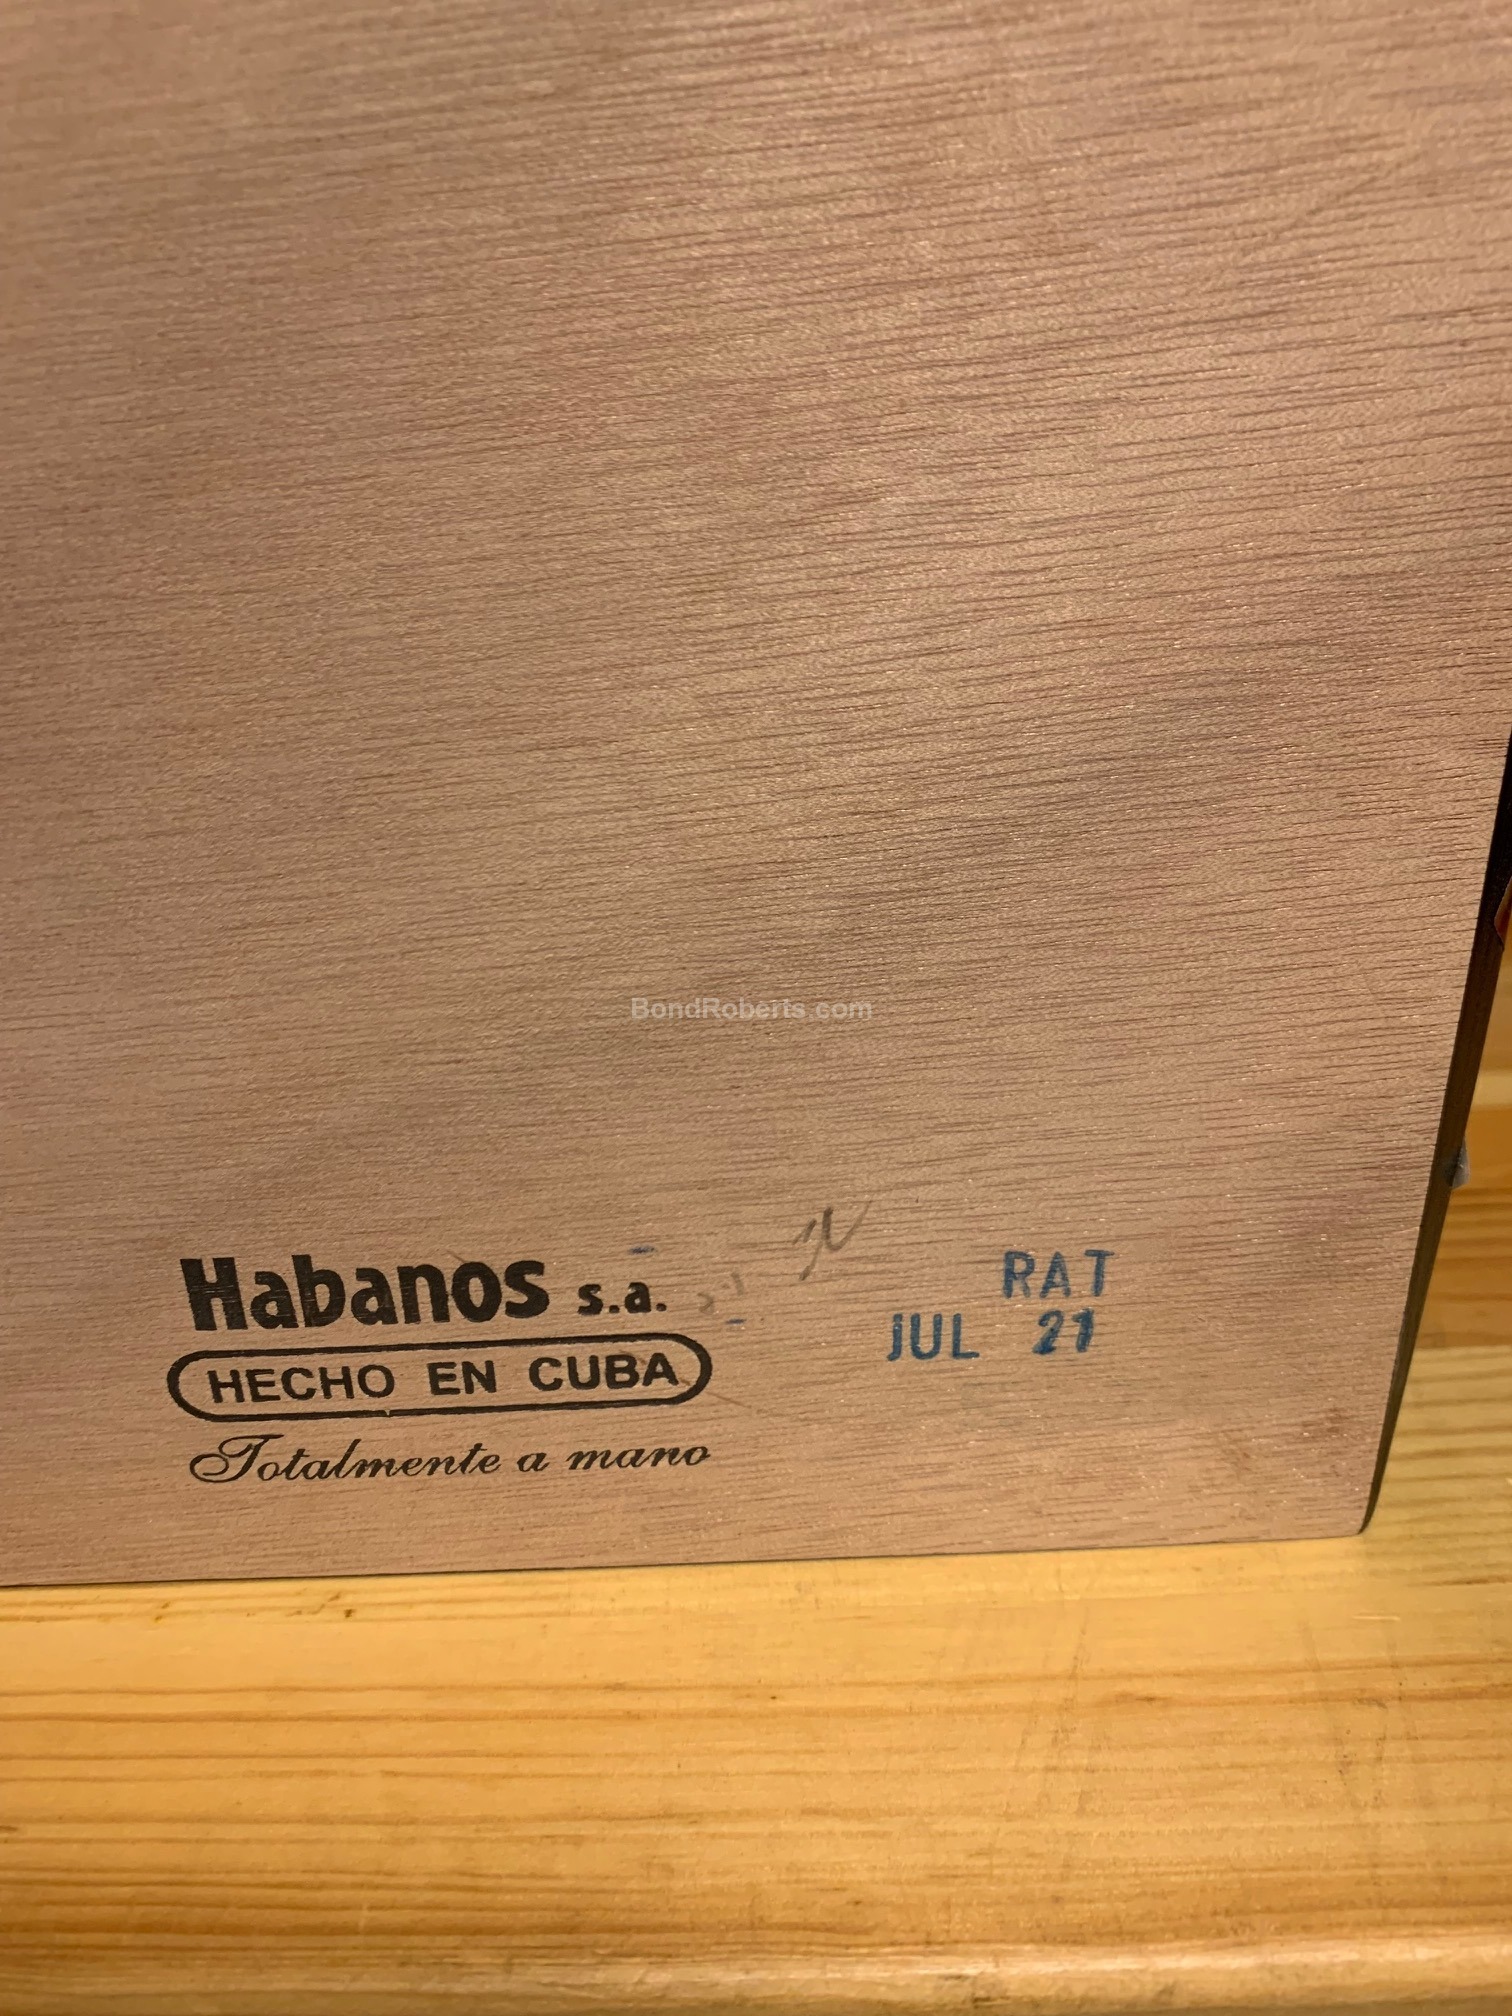 BondRoberts.com
Habanos s.a.
HECHO EN CUBA
Totalmente a mano
RAT
JUL 21